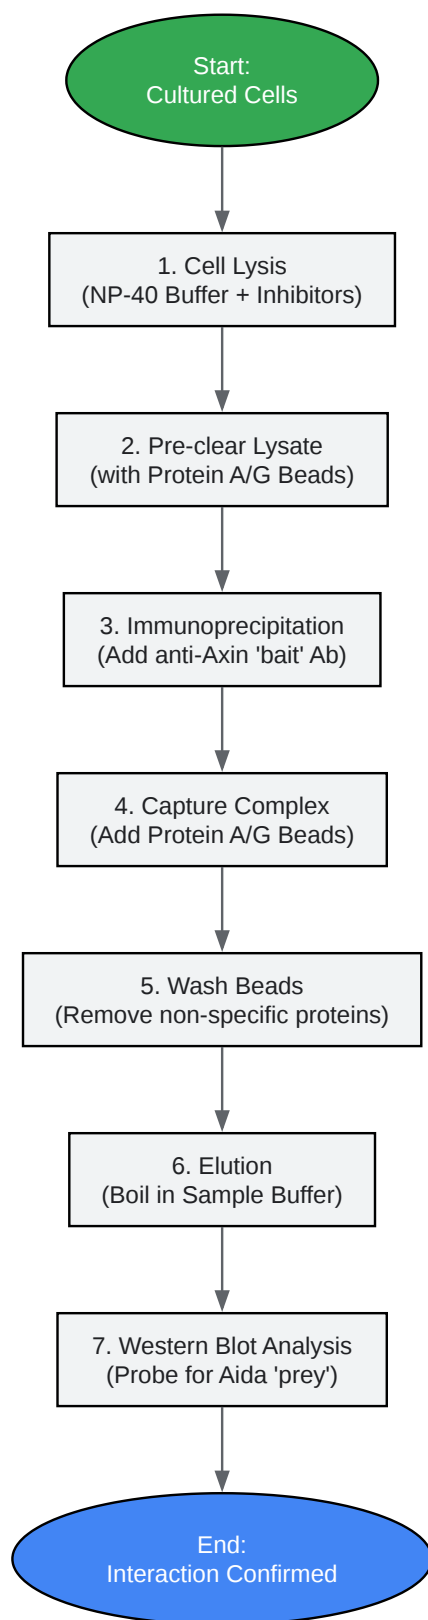 Start:
Cultured Cells
1. Cell Lysis
(NP-40 Buffer + Inhibitors)
2. Pre-clear Lysate
(with Protein A/G Beads)
3. Immunoprecipitation
(Add anti-Axin 'bait' Ab)
4. Capture Complex
(Add Protein A/G Beads)
5. Wash Beads
(Remove non-specific proteins)
6. Elution
(Boil in Sample Buffer)
7. Western Blot Analysis
(Probe for Aida 'prey')
End:
Interaction Confirmed